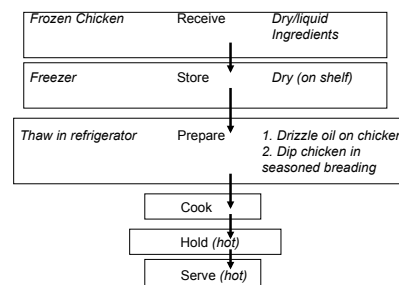 Frozen Chicken Receive Dry/liquid
Ingredients
Freezer Store Dry (on shelf)
Thaw in refrigerator Prepare 1. Drizzle oil on chicken
2. Dip chicken in
seasoned breading
Cook
Hold (hot)
Serve (hot)